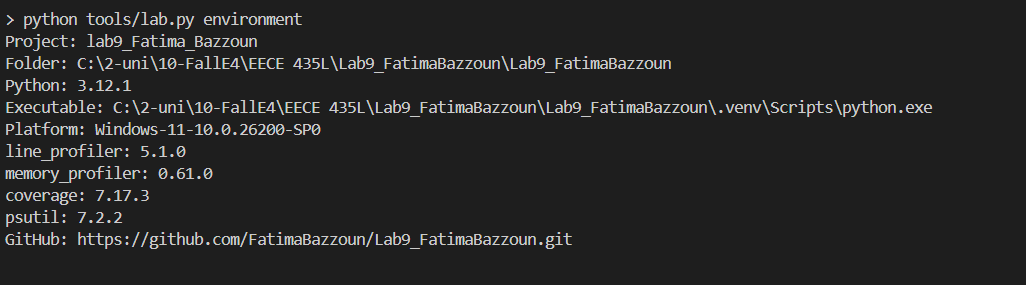 > python tools/lab.py environment
Project: lab9_Fatima_Bazzoun
Folder: C:\2-uni\10-FallE4\EECE 435L\Lab9_FatimaBazzoun\Lab9_FatimaBazzoun
Python: 3.12.1
Executable: C:\2-uni\10-FallE4\EECE 435L\Lab9_FatimaBazzoun\Lab9_FatimaBazzoun\.venv\Scripts\python.exe
Platform: Windows-11-10.0.26200-SP0
line_profiler: 5.1.0
memory_profiler: 0.61.0
coverage: 7.17.3
psutil: 7.2.2
GitHub: https://github.com/FatimaBazzoun/Lab9_FatimaBazzoun.git